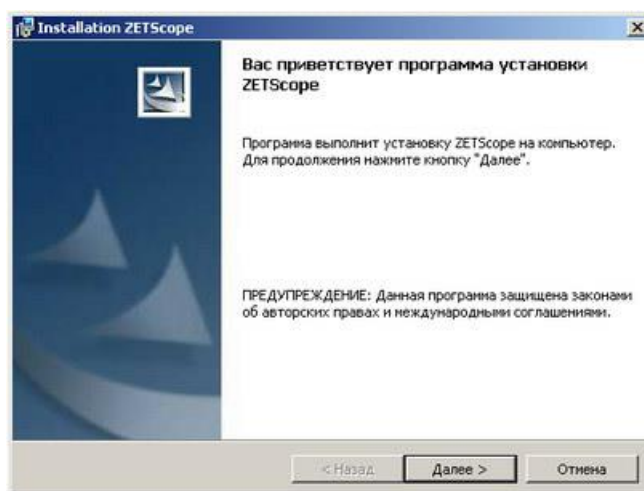 Installation ZETScope
Вас приветствует программа установки
ZETScope
Программа выполнит установку ZETScope на компьютер.
Для продолжения нажмите кнопку "Далее".
ПРЕДУПРЕЖДЕНИЕ: Данная программа защищена законами
об авторских правах и международными соглашениями.
< Назад
Далее >
Отмена